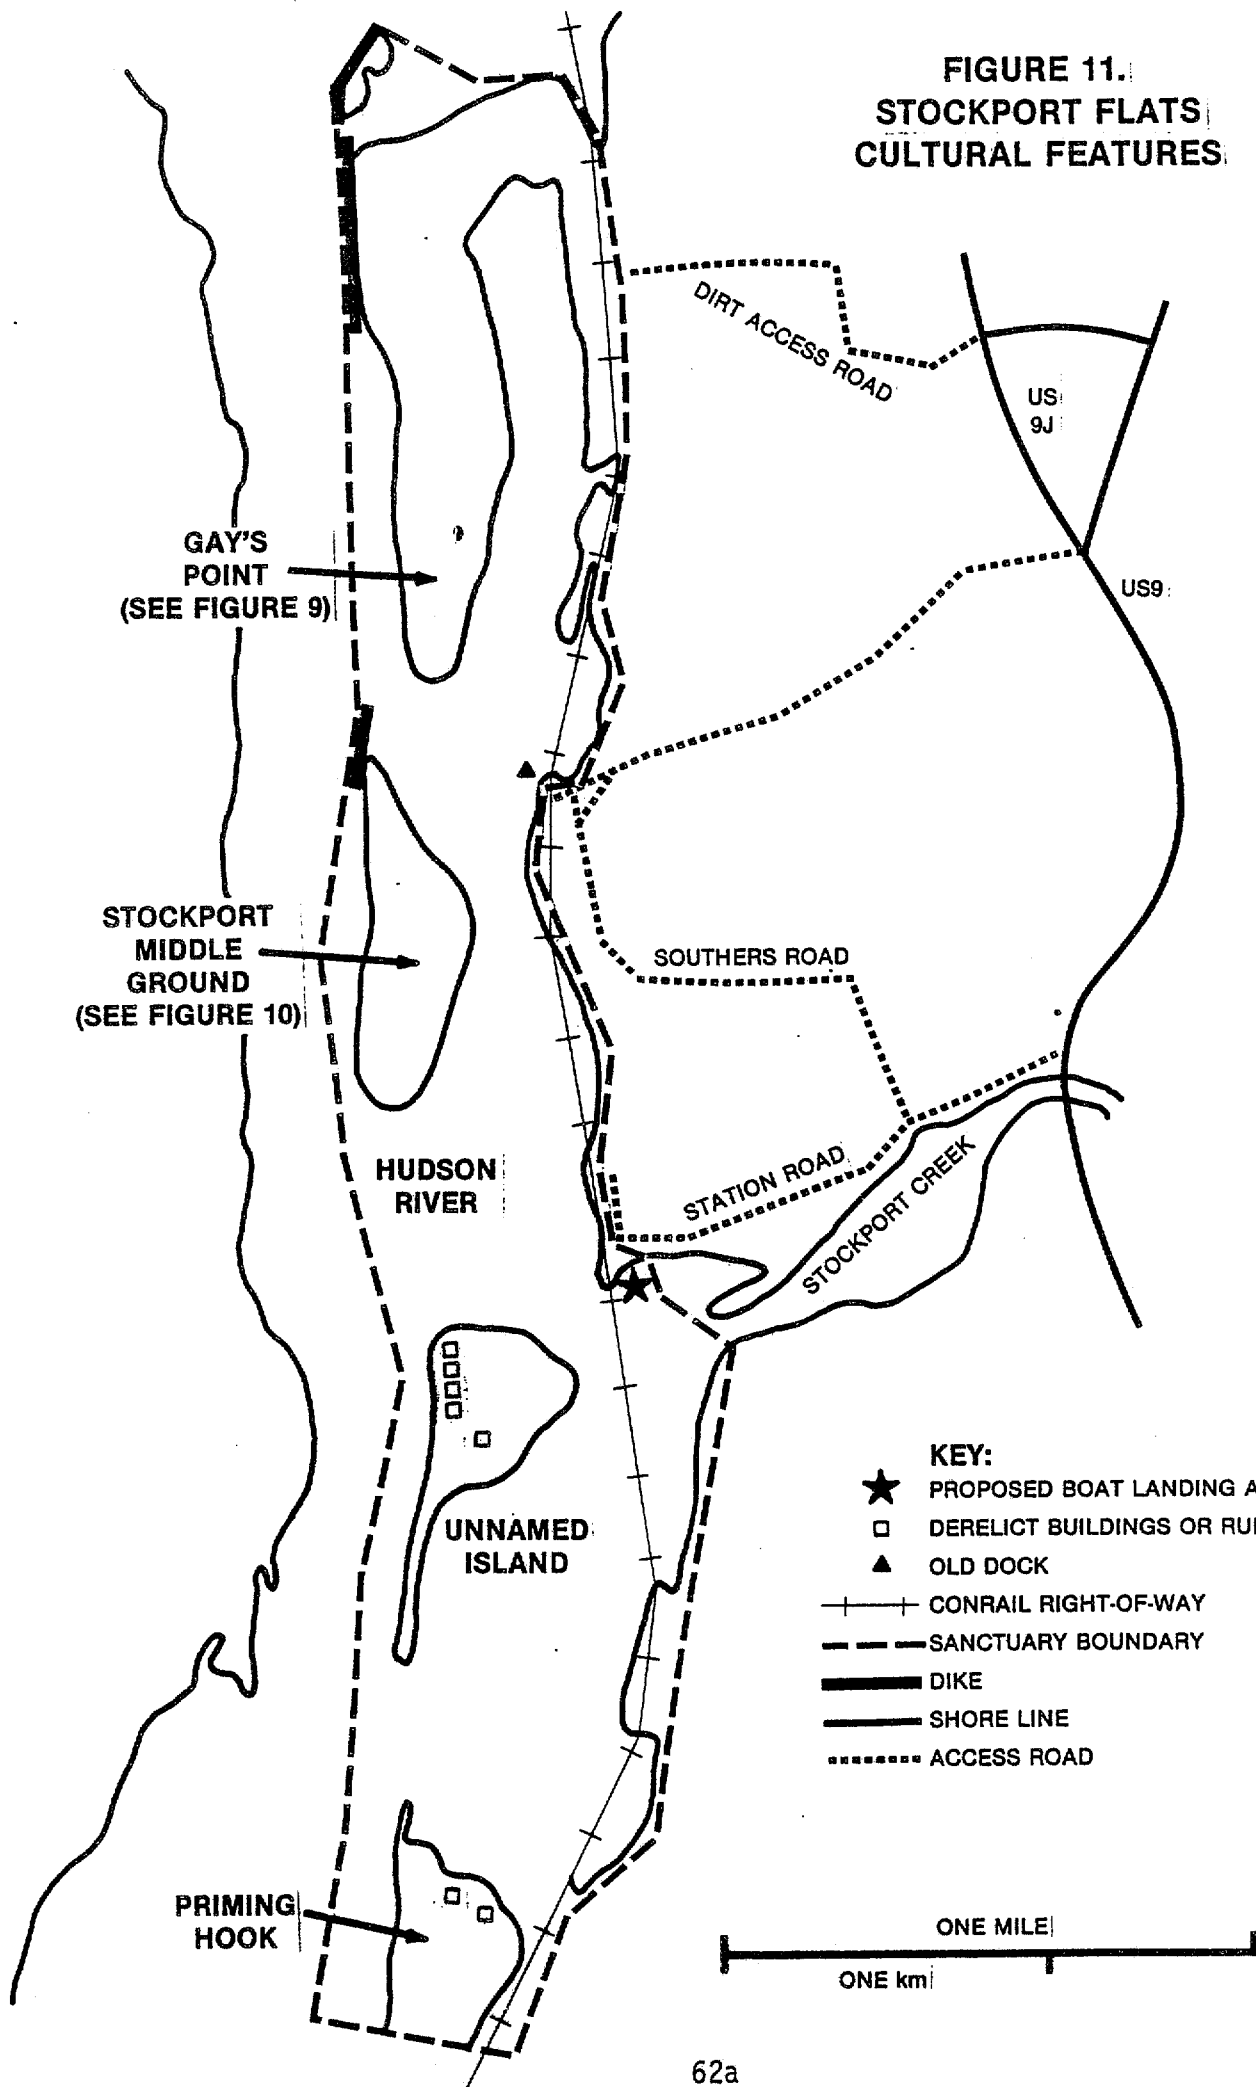 FIGURE 11.
STOCKPORT FLATS
CULTURAL FEATURES
DIRT ACCESS ROAD
US
9J
GAY'S
POINT
(SEE FIGURE 9)
US9
STOCKPORT
MIDDLE
GROUND
(SEE FIGURE 10)
SOUTHERS ROAD
HUDSON
RIVER
STATION ROAD
STOCKPORT CREEK
UNNAMED
ISLAND
KEY:
PROPOSED BOAT LANDING A
DERELICT BUILDINGS OR RU
OLD DOCK
CONRAIL RIGHT-OF-WAY
SANCTUARY BOUNDARY
DIKE
SHORE LINE
ACCESS ROAD
PRIMING
HOOK
ONE MILE
ONE km
62a